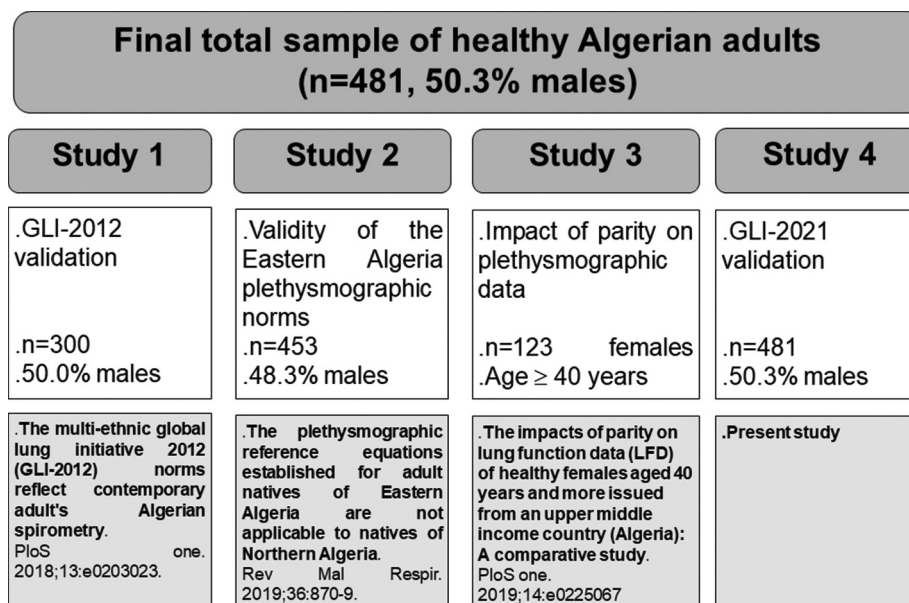 Final total sample of healthy Algerian adults
(n=481, 50.3% males)
Study 1
Study 2
Study 3
Study 4
.GLI-2012
validation
.n=300
.50.0% males
.Validity of the
Eastern Algeria
plethysmographic
norms
.n=453
.48.3% males
.Impact of parity on
plethysmographic
data
.n=123 females
.Age ≥ 40 years
.GLI-2021
validation
.n=481
.50.3% males
.The multi-ethnic global
lung initiative 2012
(GLI-2012) norms
reflect contemporary
adult's Algerian
spirometry.
PloS one.
2018;13:e0203023.
.The plethysmographic
reference equations
established for adult
natives of Eastern
Algeria are not
applicable to natives of
Northern Algeria.
Rev Mal Respir.
2019;36:870-9.
.The impacts of parity on
lung function data (LFD)
of healthy females aged 40
years and more issued
from an upper middle
income country (Algeria):
A comparative study.
PloS one.
2019;14:e0225067
.Present study